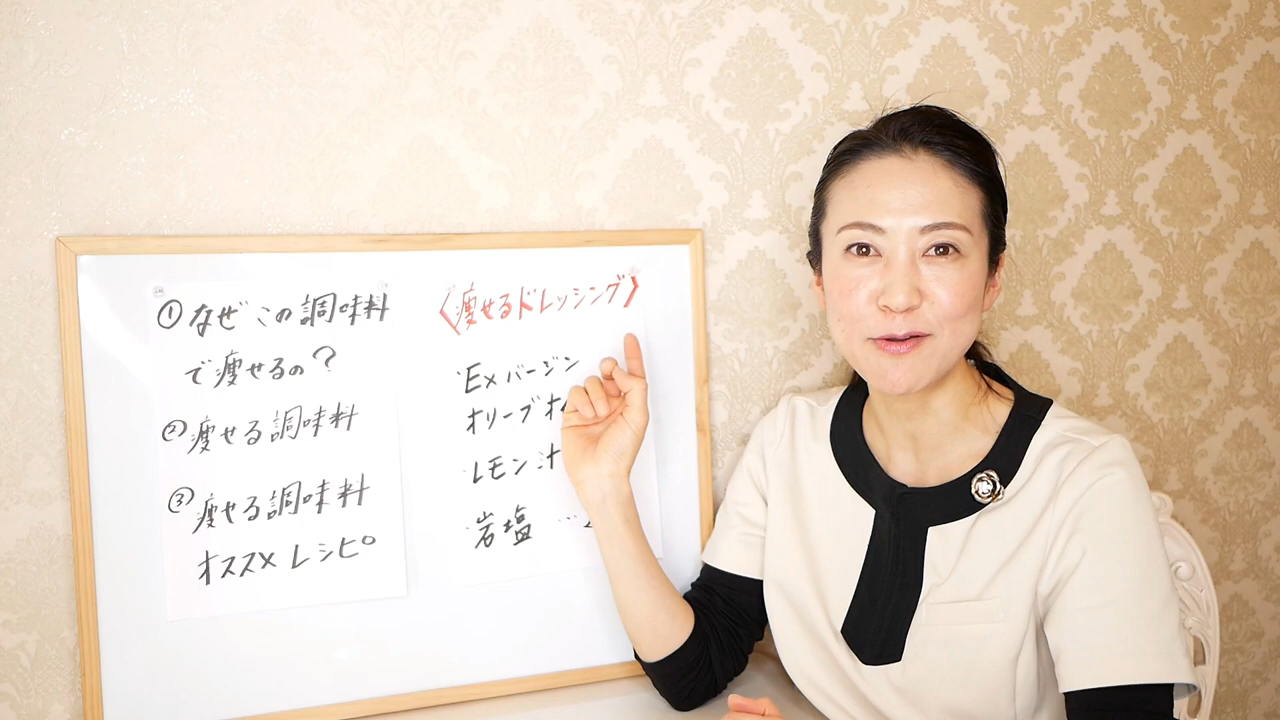 ①なぜこの調味料
で痩せるの?
②痩せる調味料
③痩せる調味料
オススメレシピ
〈痩せるドレッシング〉
・Exバージン
オリーブオイ
・レモン汁
・岩塩 …